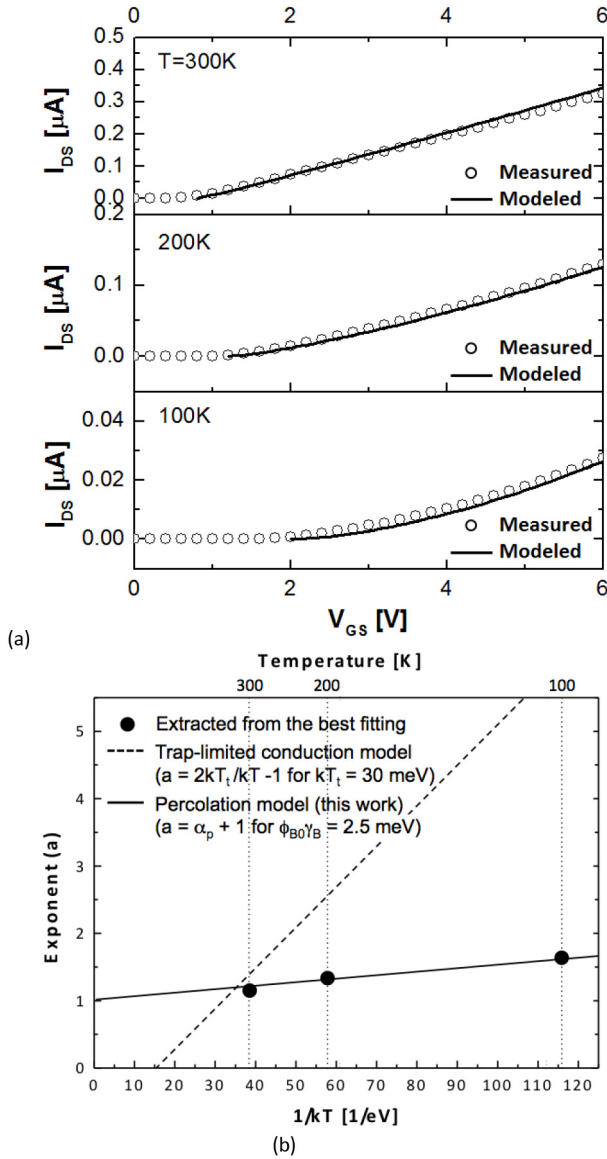 0 2 4 6
0.5
0.4
0.3
0.2
0.1
0.0
I_DS [μA]
T=300K
Measured
Modeled
0.2
0.1
0.0
I_DS [μA]
200K
Measured
Modeled
0.04
0.02
0.00
I_DS [μA]
100K
Measured
Modeled
0 2 4 6
V_GS [V]
(a)
Temperature [K]
300 200 100
Extracted from the best fitting
Trap-limited conduction model
(a = 2kT_t/kT -1 for kT_t = 30 meV)
Percolation model (this work)
(a = α_p + 1 for ϕ_B0γ_B = 2.5 meV)
Exponent (a)
5
4
3
2
1
0
0 10 20 30 40 50 60 70 80 90 100 110 120
1/kT [1/eV]
(b)